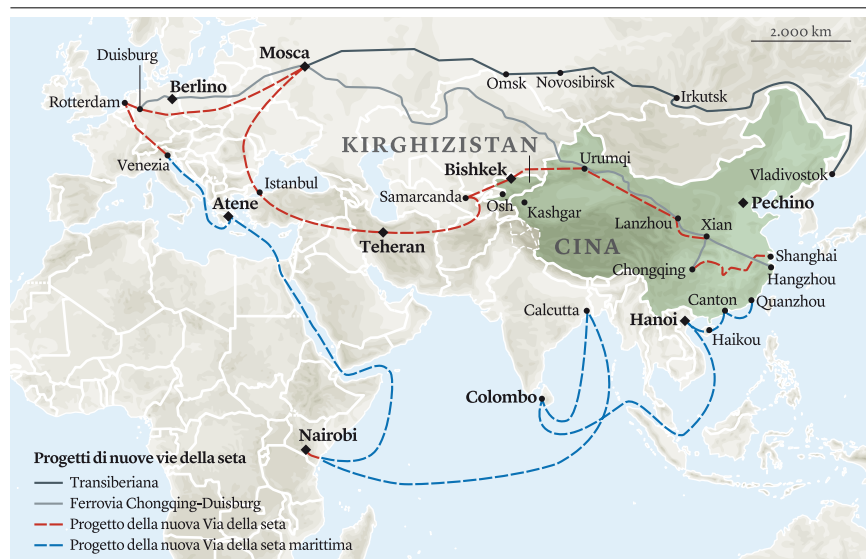 2.000 km
Duisburg
Mosca
Berlino
Rotterdam
Omsk
Novosibirsk
Irkutsk
KIRGHIZISTAN
Venezia
Bishkek
Urumqi
Vladivostok
Istanbul
Samarcanda
Osh
Kashgar
Pechino
Atene
Lanzhou
Xian
Teheran
CINA
Shanghai
Chongqing
Hangzhou
Calcutta
Canton
Quanzhou
Hanoi
Haikou
Colombo
Nairobi
Progetti di nuove vie della seta
Transiberiana
Ferrovia Chongqing-Duisburg
Progetto della nuova Via della seta
Progetto della nuova Via della seta marittima